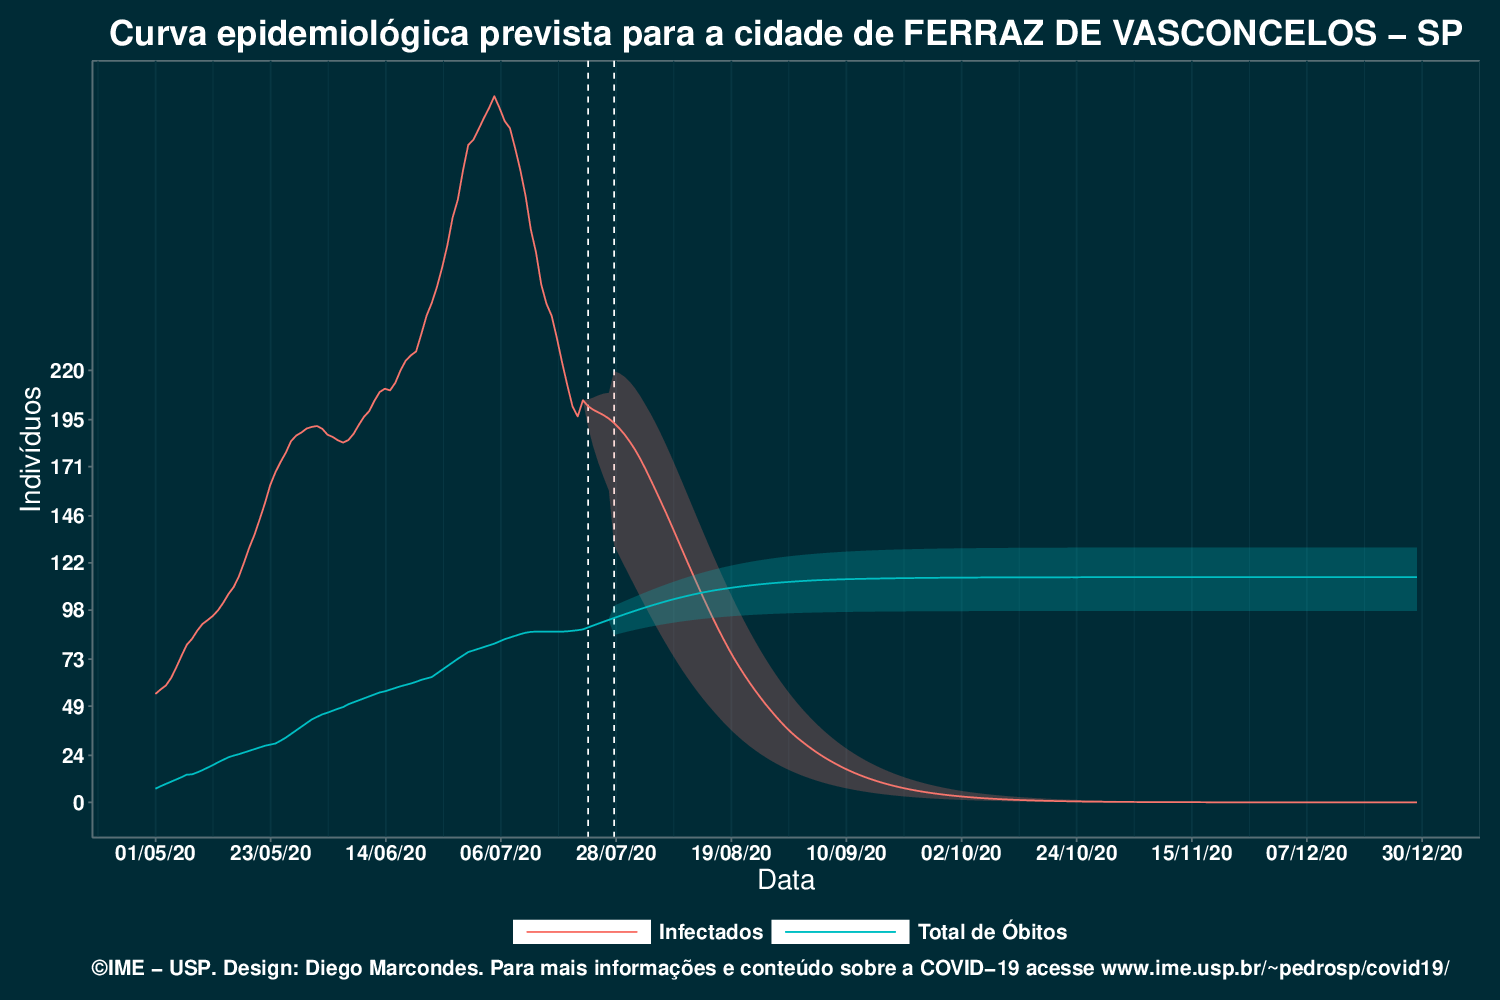 Curva epidemiológica prevista para a cidade de FERRAZ DE VASCONCELOS – SP
Indivíduos
220
195
171
146
122
98
73
49
24
0
01/05/20 23/05/20 14/06/20 06/07/20 28/07/20 19/08/20 10/09/20 02/10/20 24/10/20 15/11/20 07/12/20 30/12/20
Data
Infectados Total de Óbitos
©IME – USP. Design: Diego Marcondes. Para mais informações e conteúdo sobre a COVID–19 acesse www.ime.usp.br/~pedrosp/covid19/